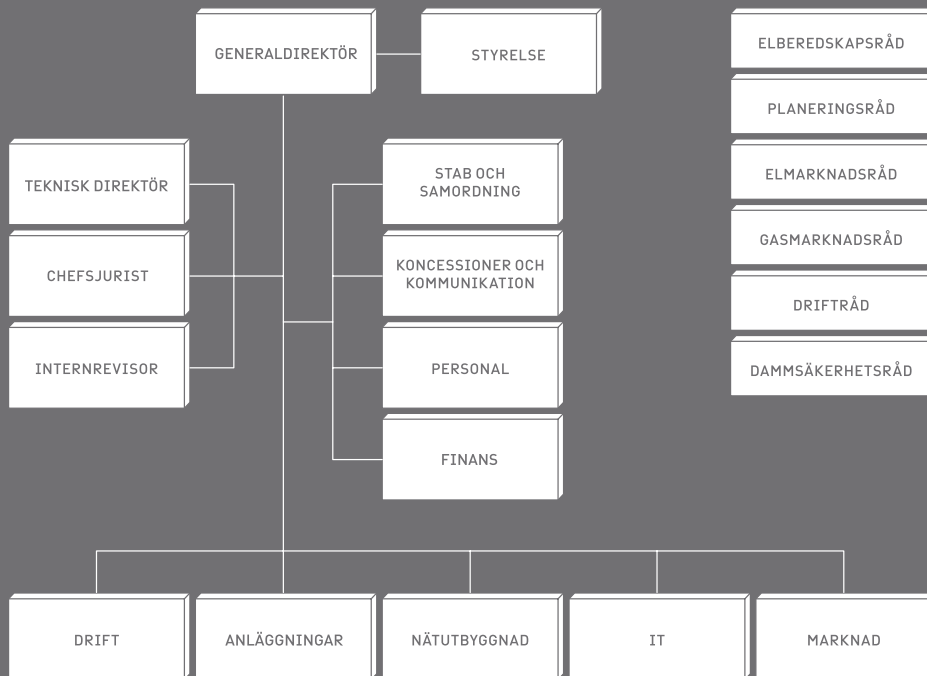 GENERALDIREKTÖR
STYRELSE
TEKNISK DIREKTÖR
CHEFSJURIST
INTERNREVISOR
STAB OCH
SAMORDNING
KONCESSIONER OCH
KOMMUNIKATION
PERSONAL
FINANS
ELBEREDSKAPSRÅD
PLANERINGSRÅD
ELMARKNADSRÅD
GASMARKNADSRÅD
DRIFTRÅD
DAMMSÄKERHETSRÅD
DRIFT
ANLÄGGNINGAR
NÄTUTBYGGNAD
IT
MARKNAD